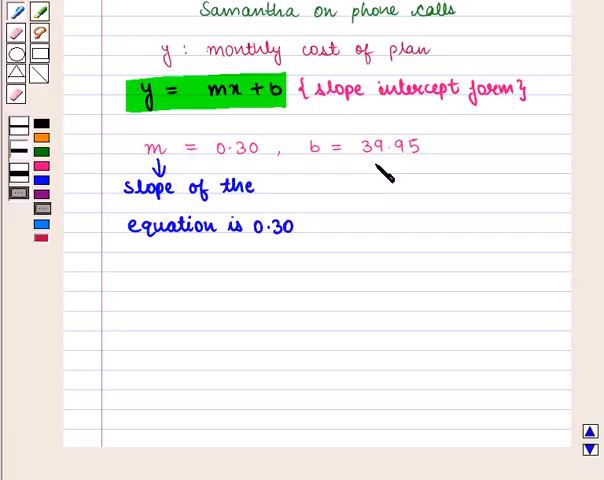 Samantha on phone calls
y : monthly cost of plan
y = mx + b { slope intercept form }
m = 0.30 , b = 39.95
slope of the
equation is 0.30